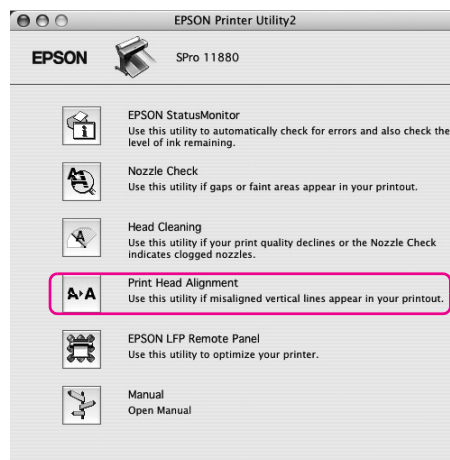 EPSON Printer Utility2
EPSON
SPro 11880
EPSON StatusMonitor
Use this utility to automatically check for errors and also check the
level of ink remaining.
Nozzle Check
Use this utility if gaps or faint areas appear in your printout.
Head Cleaning
Use this utility if your print quality declines or the Nozzle Check
indicates clogged nozzles.
Print Head Alignment
Use this utility if misaligned vertical lines appear in your printout.
EPSON LFP Remote Panel
Use this utility to optimize your printer.
Manual
Open Manual